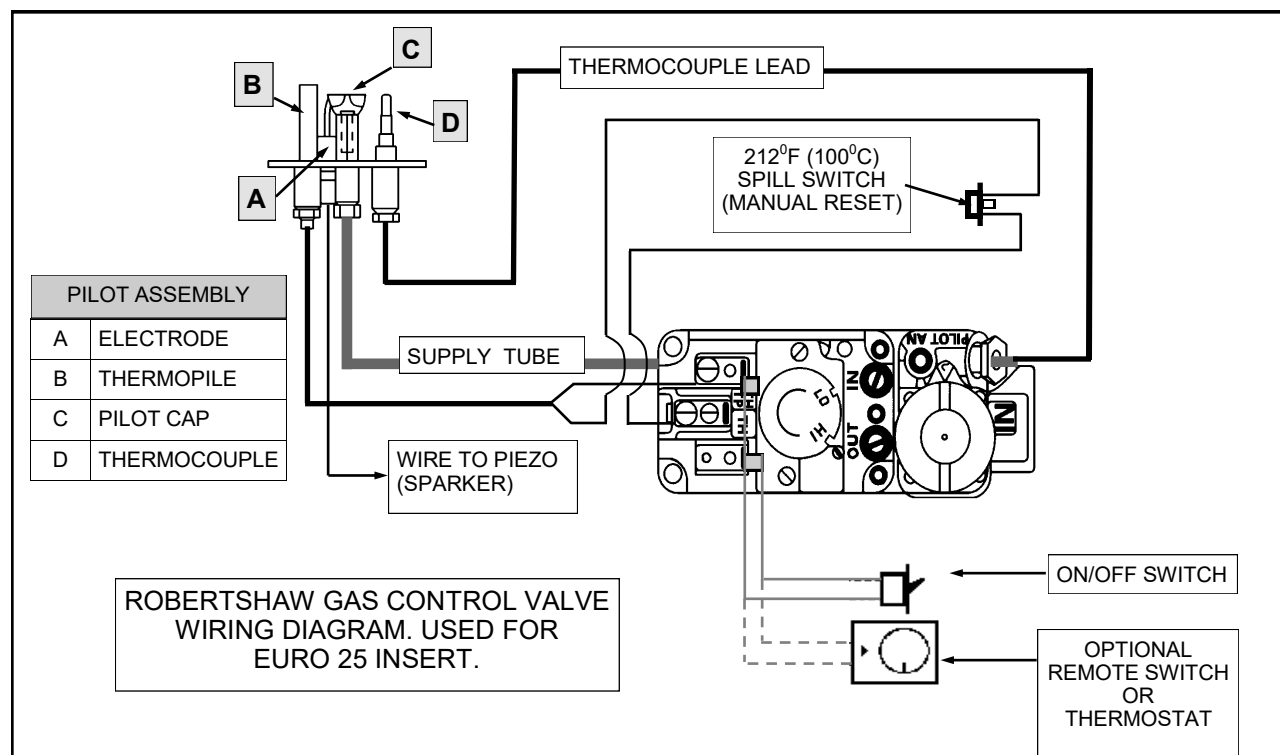 C
THERMOCOUPLE LEAD
B
D
212⁰F (100⁰C)
SPILL SWITCH
(MANUAL RESET)
A
PILOT ASSEMBLY
A ELECTRODE
B THERMOPILE
C PILOT CAP
D THERMOCOUPLE
SUPPLY TUBE
PILOT
IN
LO
HI
OUT
IN
WIRE TO PIEZO
(SPARKER)
ON/OFF SWITCH
ROBERTSHAW GAS CONTROL VALVE
WIRING DIAGRAM. USED FOR
EURO 25 INSERT.
OPTIONAL
REMOTE SWITCH
OR
THERMOSTAT